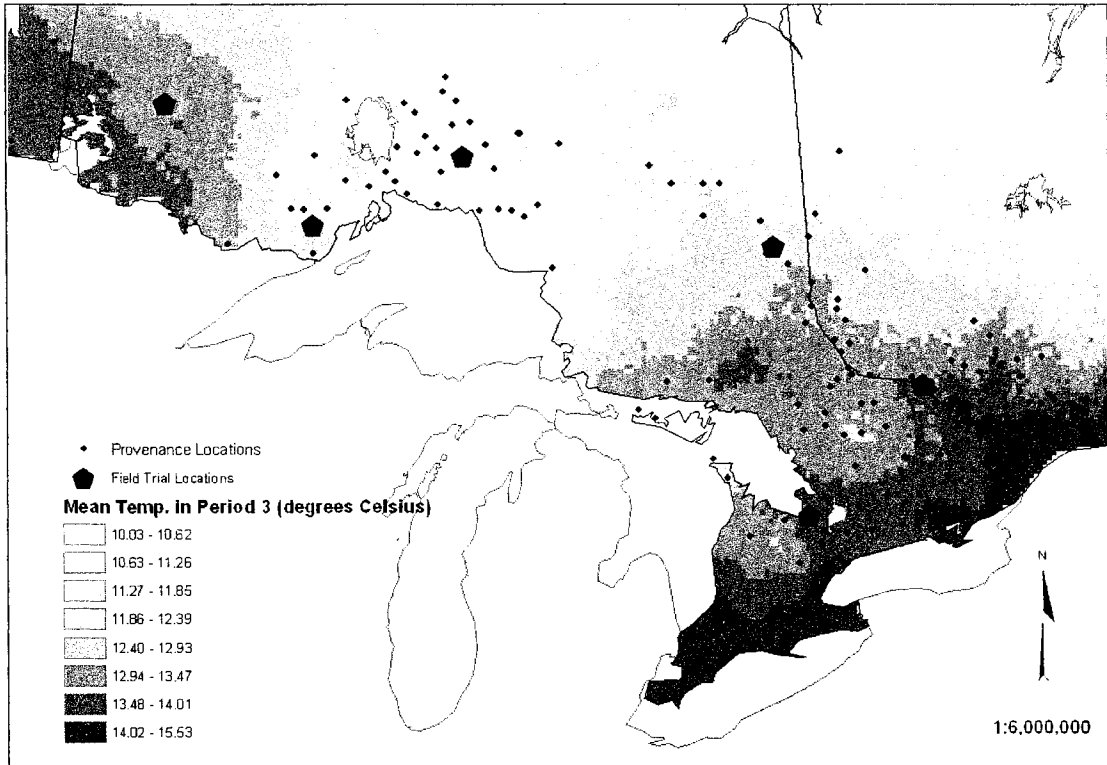 Provenance Locations
Field Trial Locations
Mean Temp. in Period 3 (degrees Celsius)
10.03 - 10.62
10.63 - 11.26
11.27 - 11.85
11.86 - 12.39
12.40 - 12.93
12.94 - 13.47
13.48 - 14.01
14.02 - 15.53
N
1:6,000,000